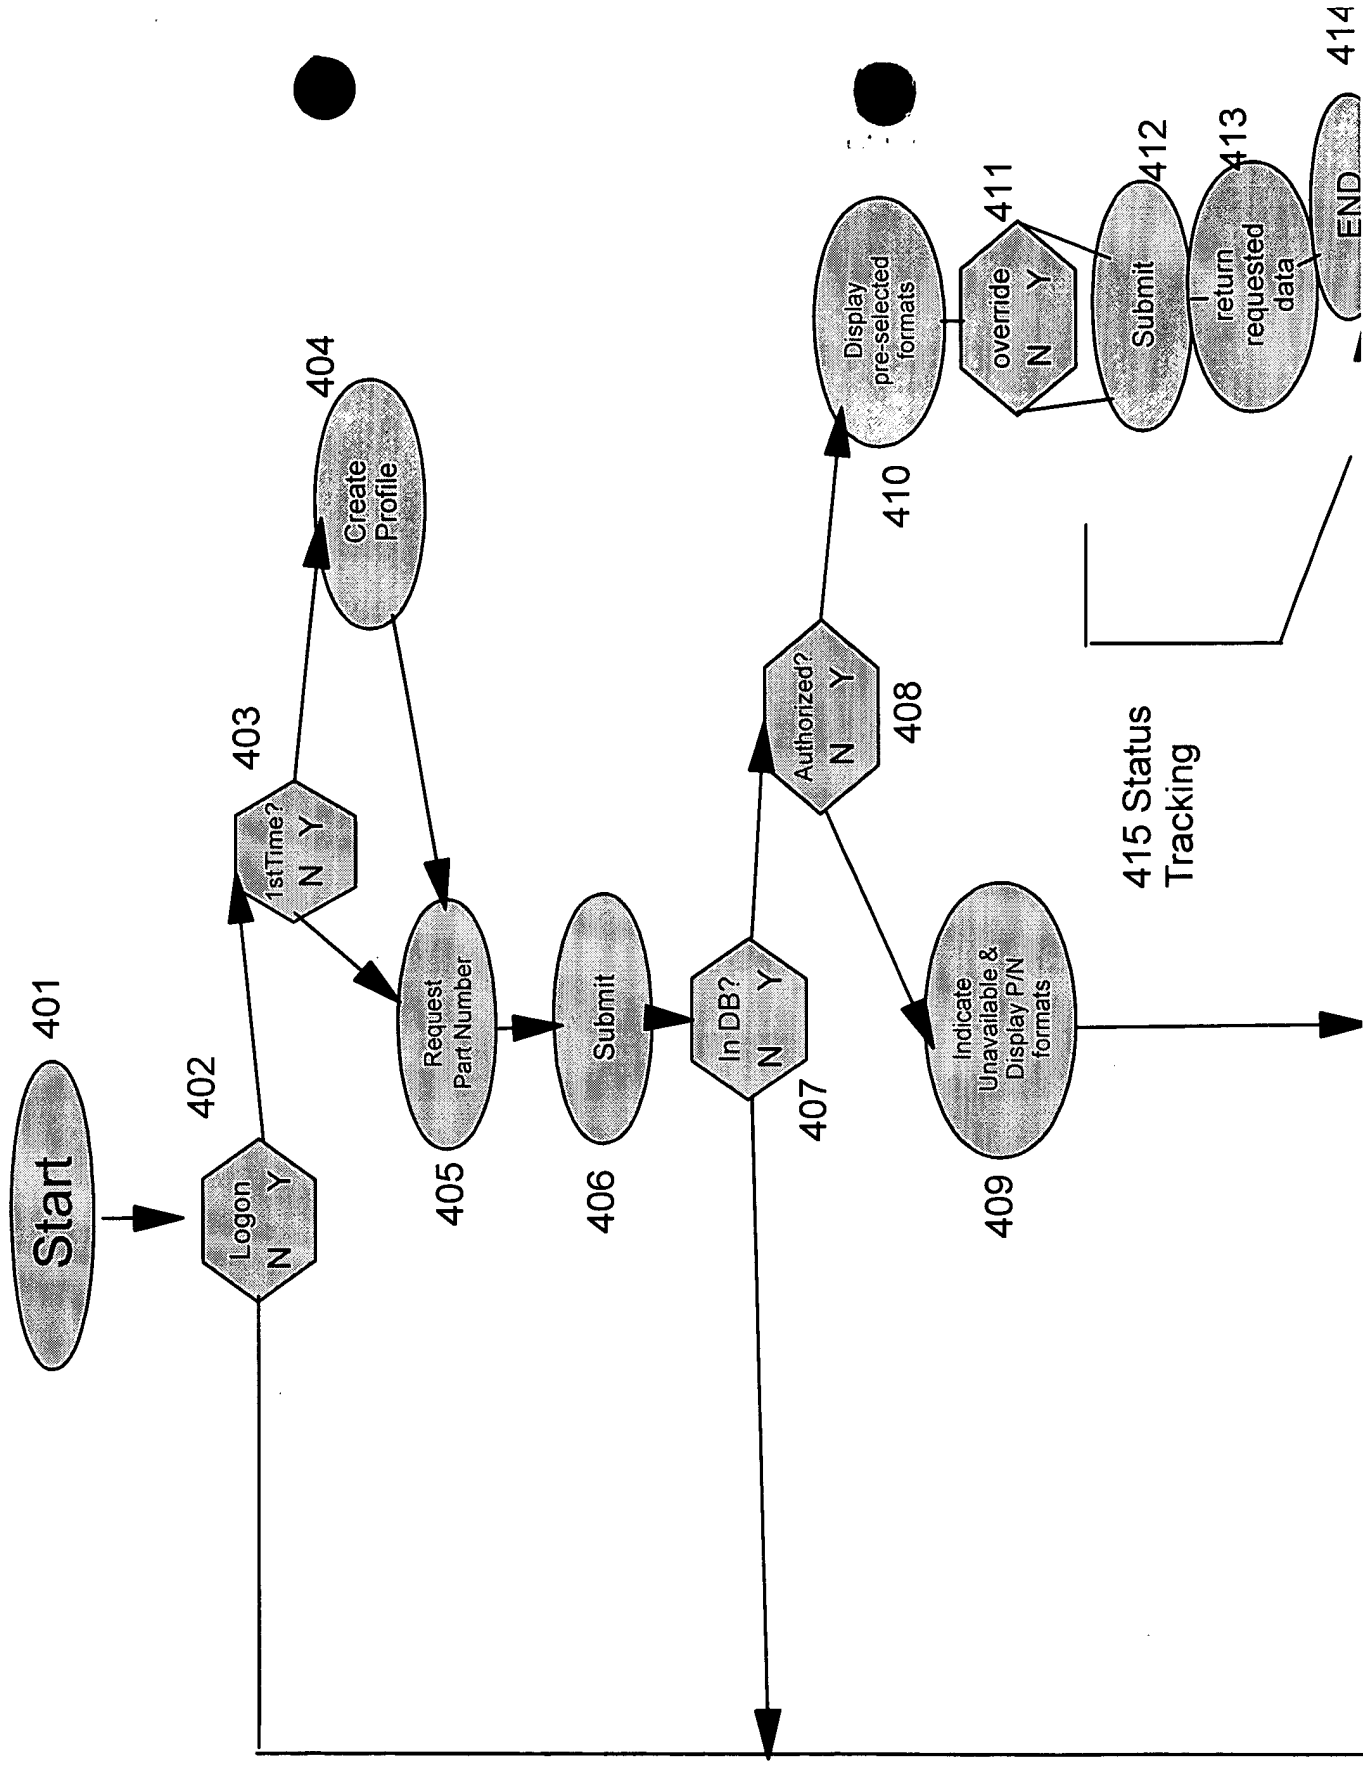 401
Start
402
Logon
N Y
403
1stTime?
N Y
404
Create
Profile
405
Request
Part Number
406
Submit
407
In DB?
N Y
408
Authorized?
N Y
409
Indicate
Unavailable &
Display P/N
formats
410
Display
pre-selected
formats
411
override
N Y
412
Submit
413
return
requested
data
414
END
415 Status
Tracking